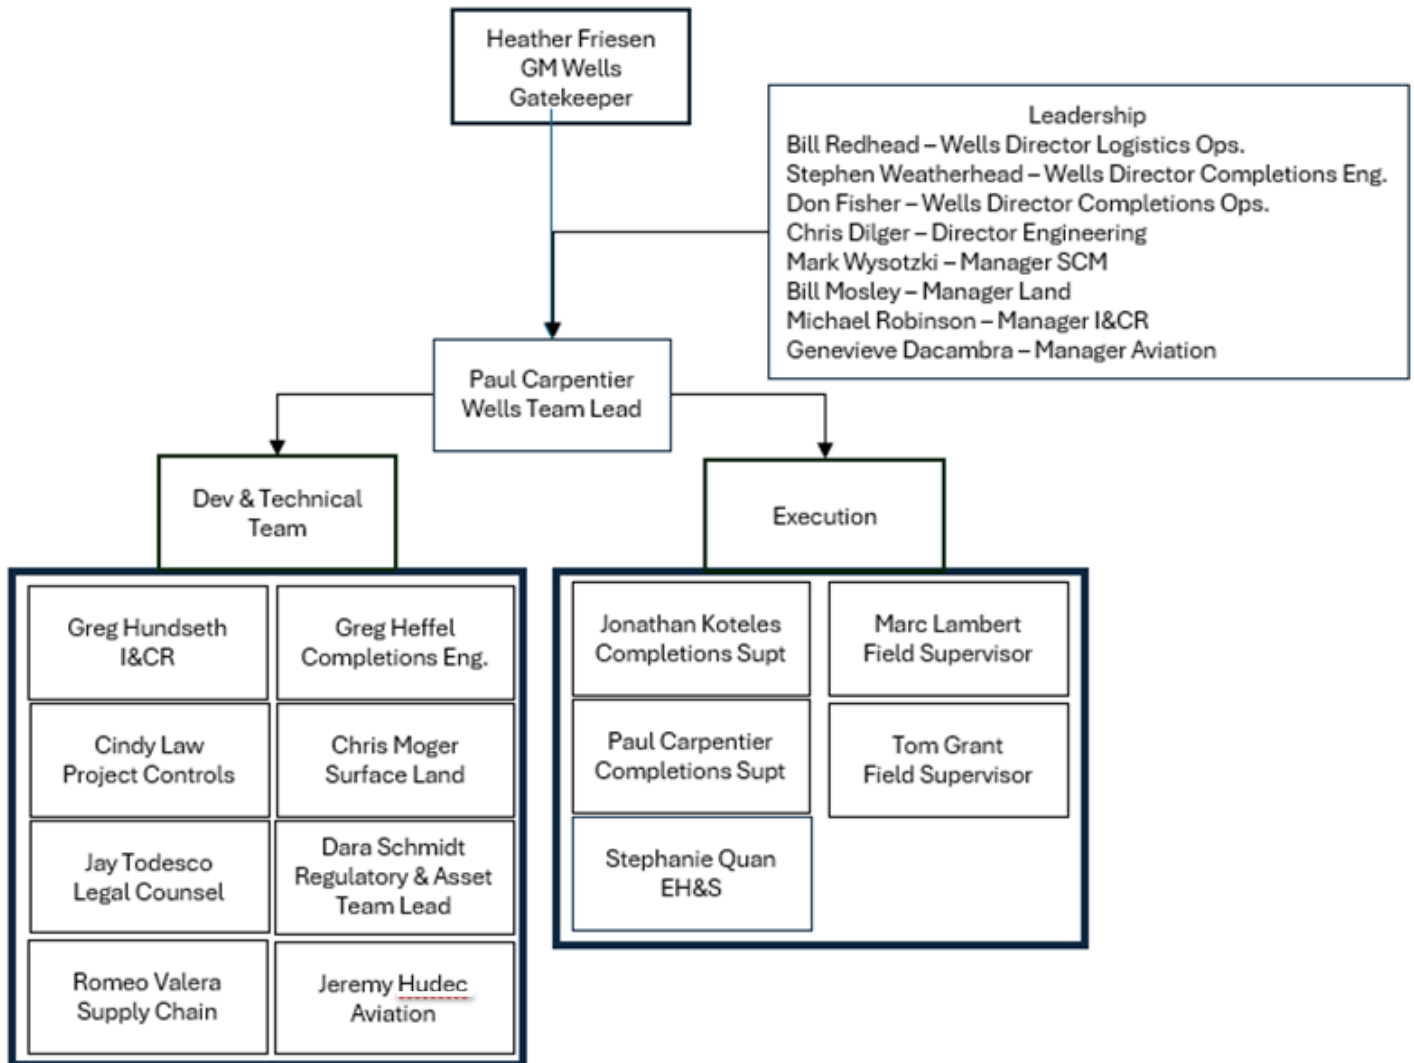 Heather Friesen
GM Wells
Gatekeeper
Leadership
Bill Redhead – Wells Director Logistics Ops.
Stephen Weatherhead – Wells Director Completions Eng.
Don Fisher – Wells Director Completions Ops.
Chris Dilger – Director Engineering
Mark Wysotzki – Manager SCM
Bill Mosley – Manager Land
Michael Robinson – Manager I&CR
Genevieve Dacambra – Manager Aviation
Paul Carpentier
Wells Team Lead
Dev & Technical
Team
Execution
Greg Hundseth
I&CR
Greg Heffel
Completions Eng.
Cindy Law
Project Controls
Chris Moger
Surface Land
Jay Todesco
Legal Counsel
Dara Schmidt
Regulatory & Asset
Team Lead
Romeo Valera
Supply Chain
Jeremy Hudec
Aviation
Jonathan Koteles
Completions Supt
Marc Lambert
Field Supervisor
Paul Carpentier
Completions Supt
Tom Grant
Field Supervisor
Stephanie Quan
EH&S